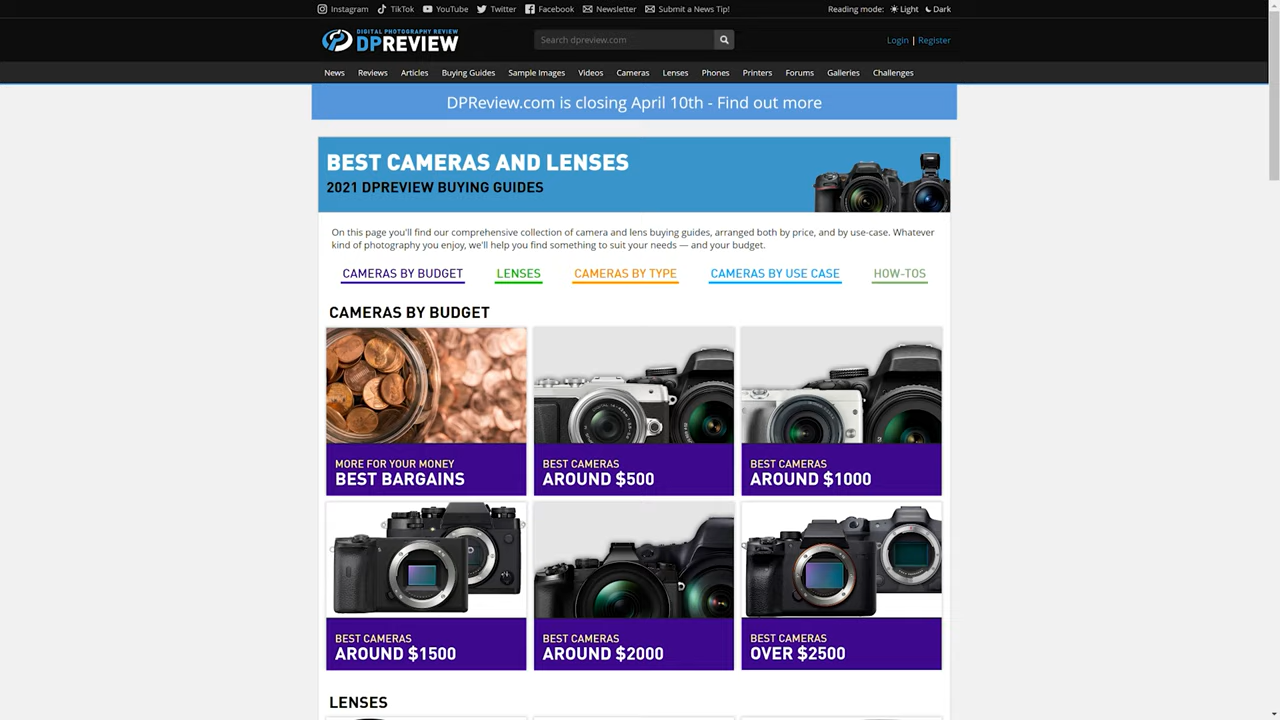 Instagram TikTok YouTube Twitter Facebook Newsletter Submit a News Tip! Reading mode: Light Dark
DIGITAL PHOTOGRAPHY REVIEW
DPREVIEW
Search dpreview.com
Login | Register
News Reviews Articles Buying Guides Sample Images Videos Cameras Lenses Phones Printers Forums Galleries Challenges
DPReview.com is closing April 10th - Find out more
BEST CAMERAS AND LENSES
2021 DPREVIEW BUYING GUIDES
On this page you'll find our comprehensive collection of camera and lens buying guides, arranged both by price, and by use-case. Whatever
kind of photography you enjoy, we'll help you find something to suit your needs — and your budget.
CAMERAS BY BUDGET LENSES CAMERAS BY TYPE CAMERAS BY USE CASE HOW-TOS
CAMERAS BY BUDGET
MORE FOR YOUR MONEY
BEST BARGAINS
BEST CAMERAS
AROUND $500
BEST CAMERAS
AROUND $1000
BEST CAMERAS
AROUND $1500
BEST CAMERAS
AROUND $2000
BEST CAMERAS
OVER $2500
LENSES